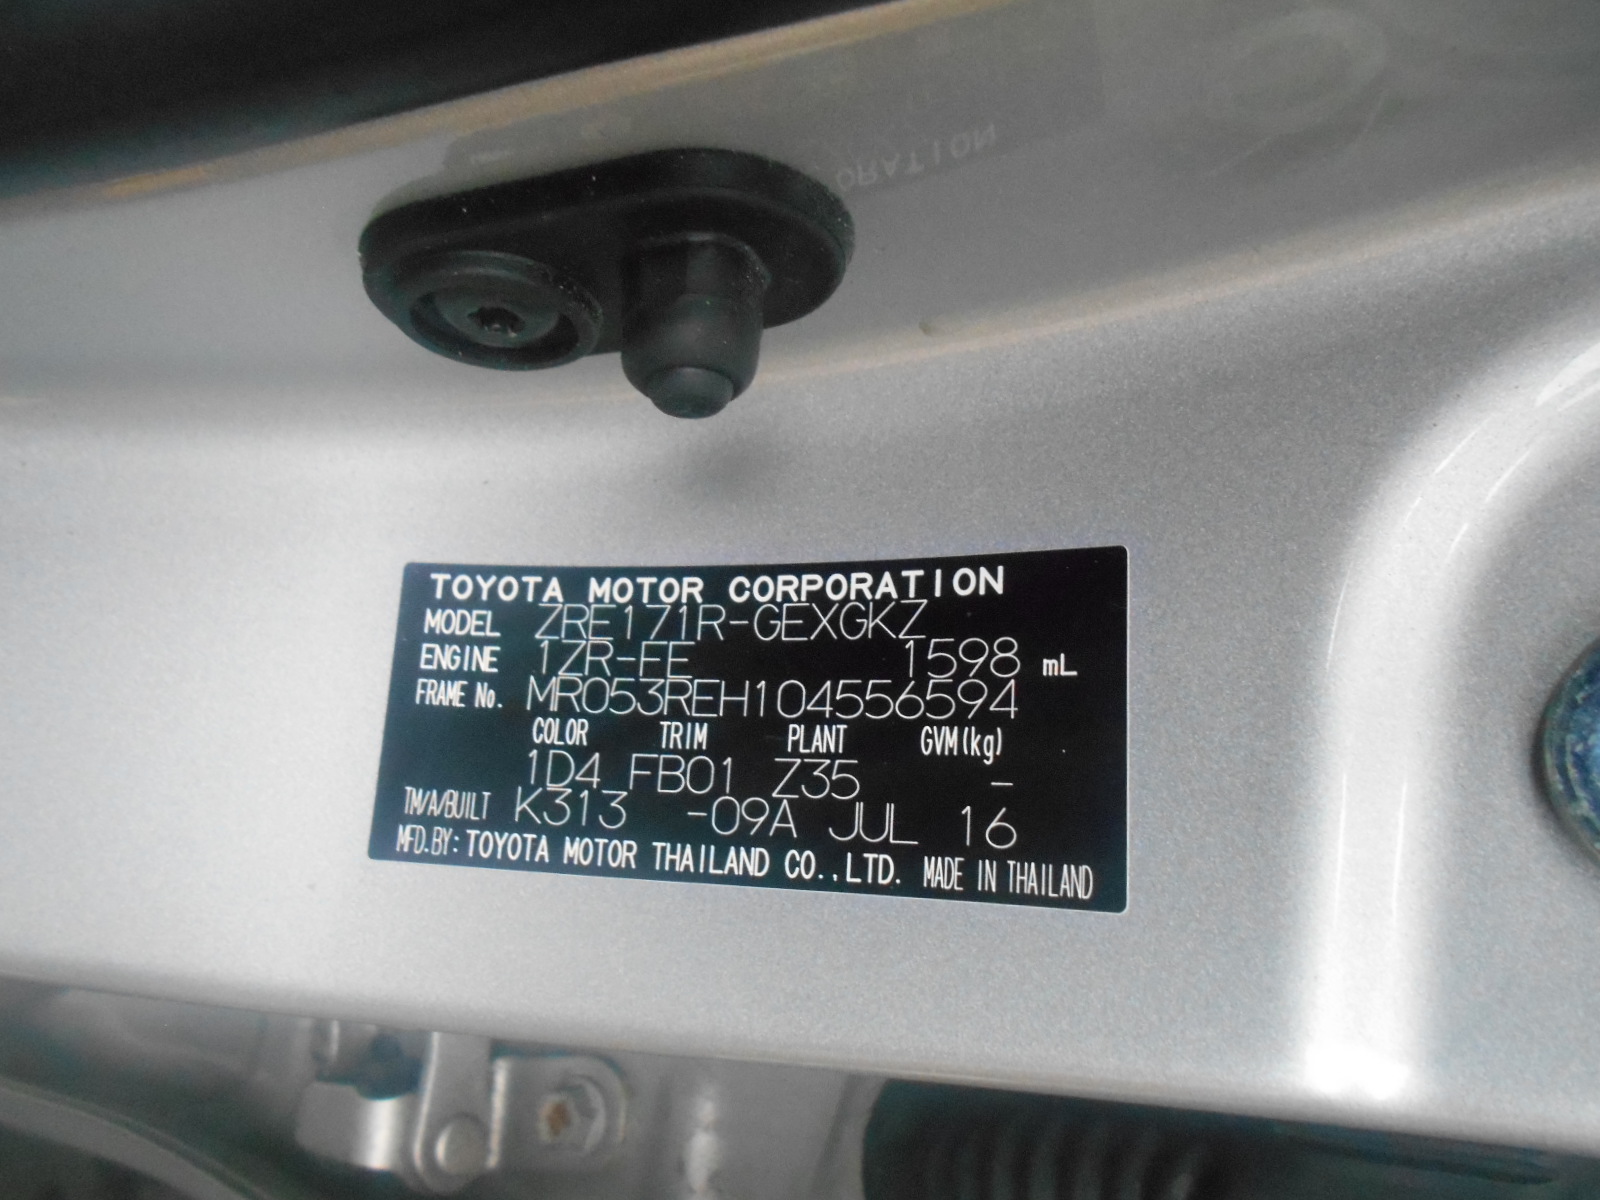 TOYOTA MOTOR CORPORATION
MODEL ZRE171R-GEXGKZ
ENGINE 1ZR-FE 1598 mL
FRAME No. MR053REH104556594
COLOR TRIM PLANT GVM(kg)
1D4 FB01 Z35 -
TM/A/BUILT K313 -09A JUL 16
MFD.BY: TOYOTA MOTOR THAILAND CO.,LTD. MADE IN THAILAND